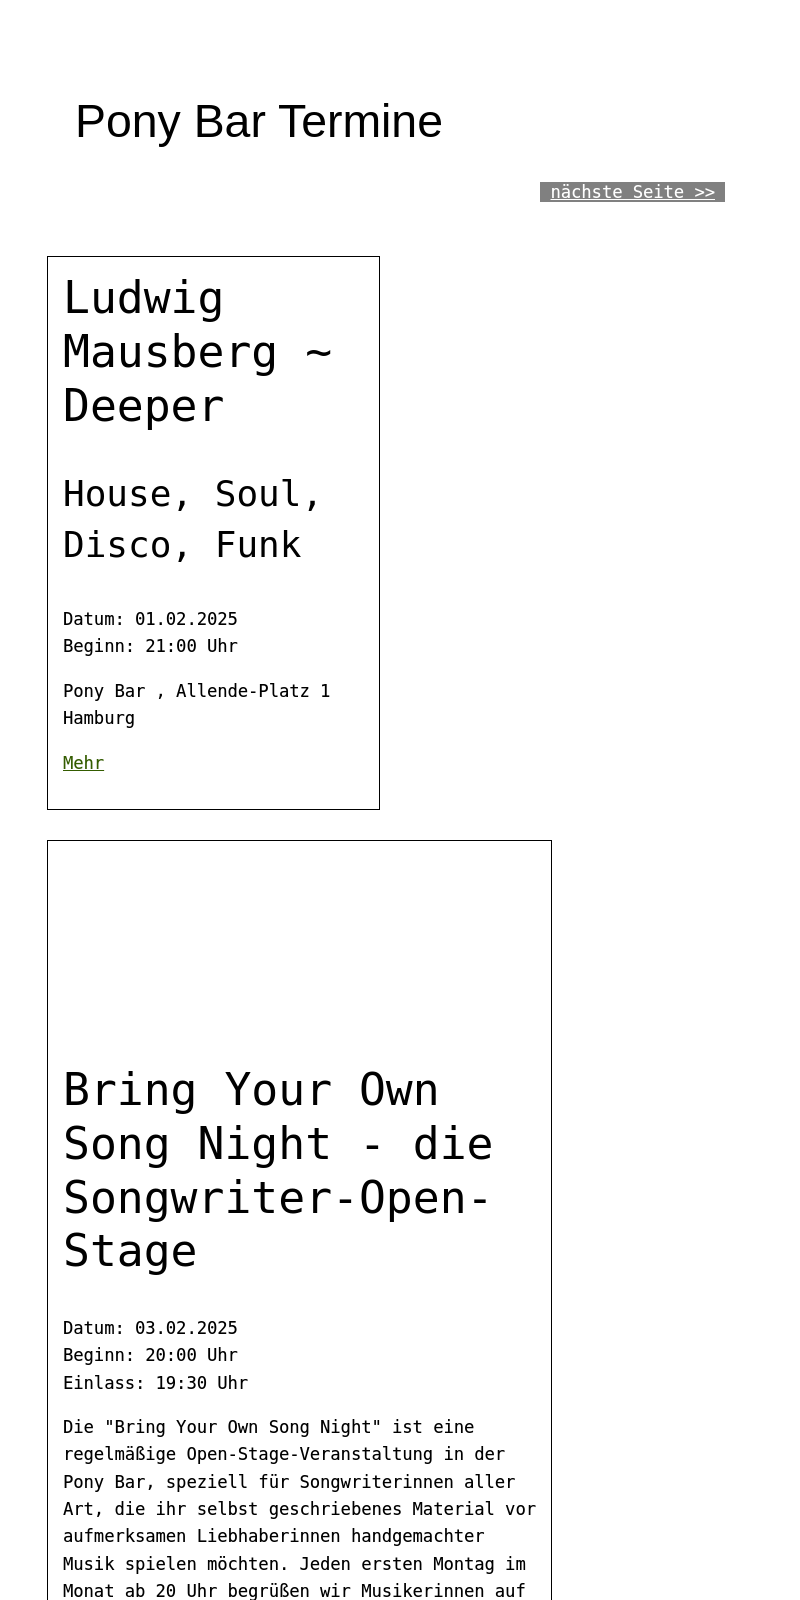 Pony Bar Termine
nächste Seite >>
Ludwig
Mausberg ~
Deeper
House, Soul,
Disco, Funk
Datum: 01.02.2025
Beginn: 21:00 Uhr
Pony Bar , Allende-Platz 1
Hamburg
Mehr
Bring Your Own
Song Night - die
Songwriter-Open-
Stage
Datum: 03.02.2025
Beginn: 20:00 Uhr
Einlass: 19:30 Uhr
Die "Bring Your Own Song Night" ist eine
regelmäßige Open-Stage-Veranstaltung in der
Pony Bar, speziell für Songwriterinnen aller
Art, die ihr selbst geschriebenes Material vor
aufmerksamen Liebhaberinnen handgemachter
Musik spielen möchten. Jeden ersten Montag im
Monat ab 20 Uhr begrüßen wir Musikerinnen auf